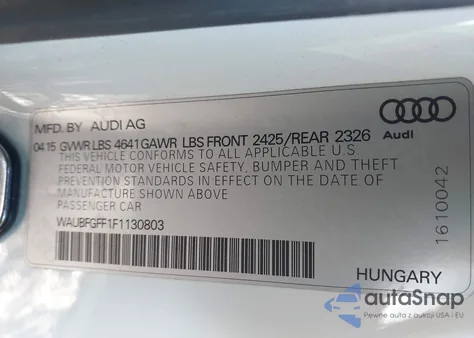 MFD. BY AUDI AG
04 15 GVWR LBS 4641 GAWR LBS FRONT 2425/REAR 2326
THIS VEHICLE CONFORMS TO ALL APPLICABLE U.S.
FEDERAL MOTOR VEHICLE SAFETY, BUMPER AND THEFT
PREVENTION STANDARDS IN EFFECT ON THE DATE OF
MANUFACTURE SHOWN ABOVE
PASSENGER CAR
WAUBFGFF1F1130803
Audi
1610042
HUNGARY
autoSnap
Pewne auta z aukcji USA i EU